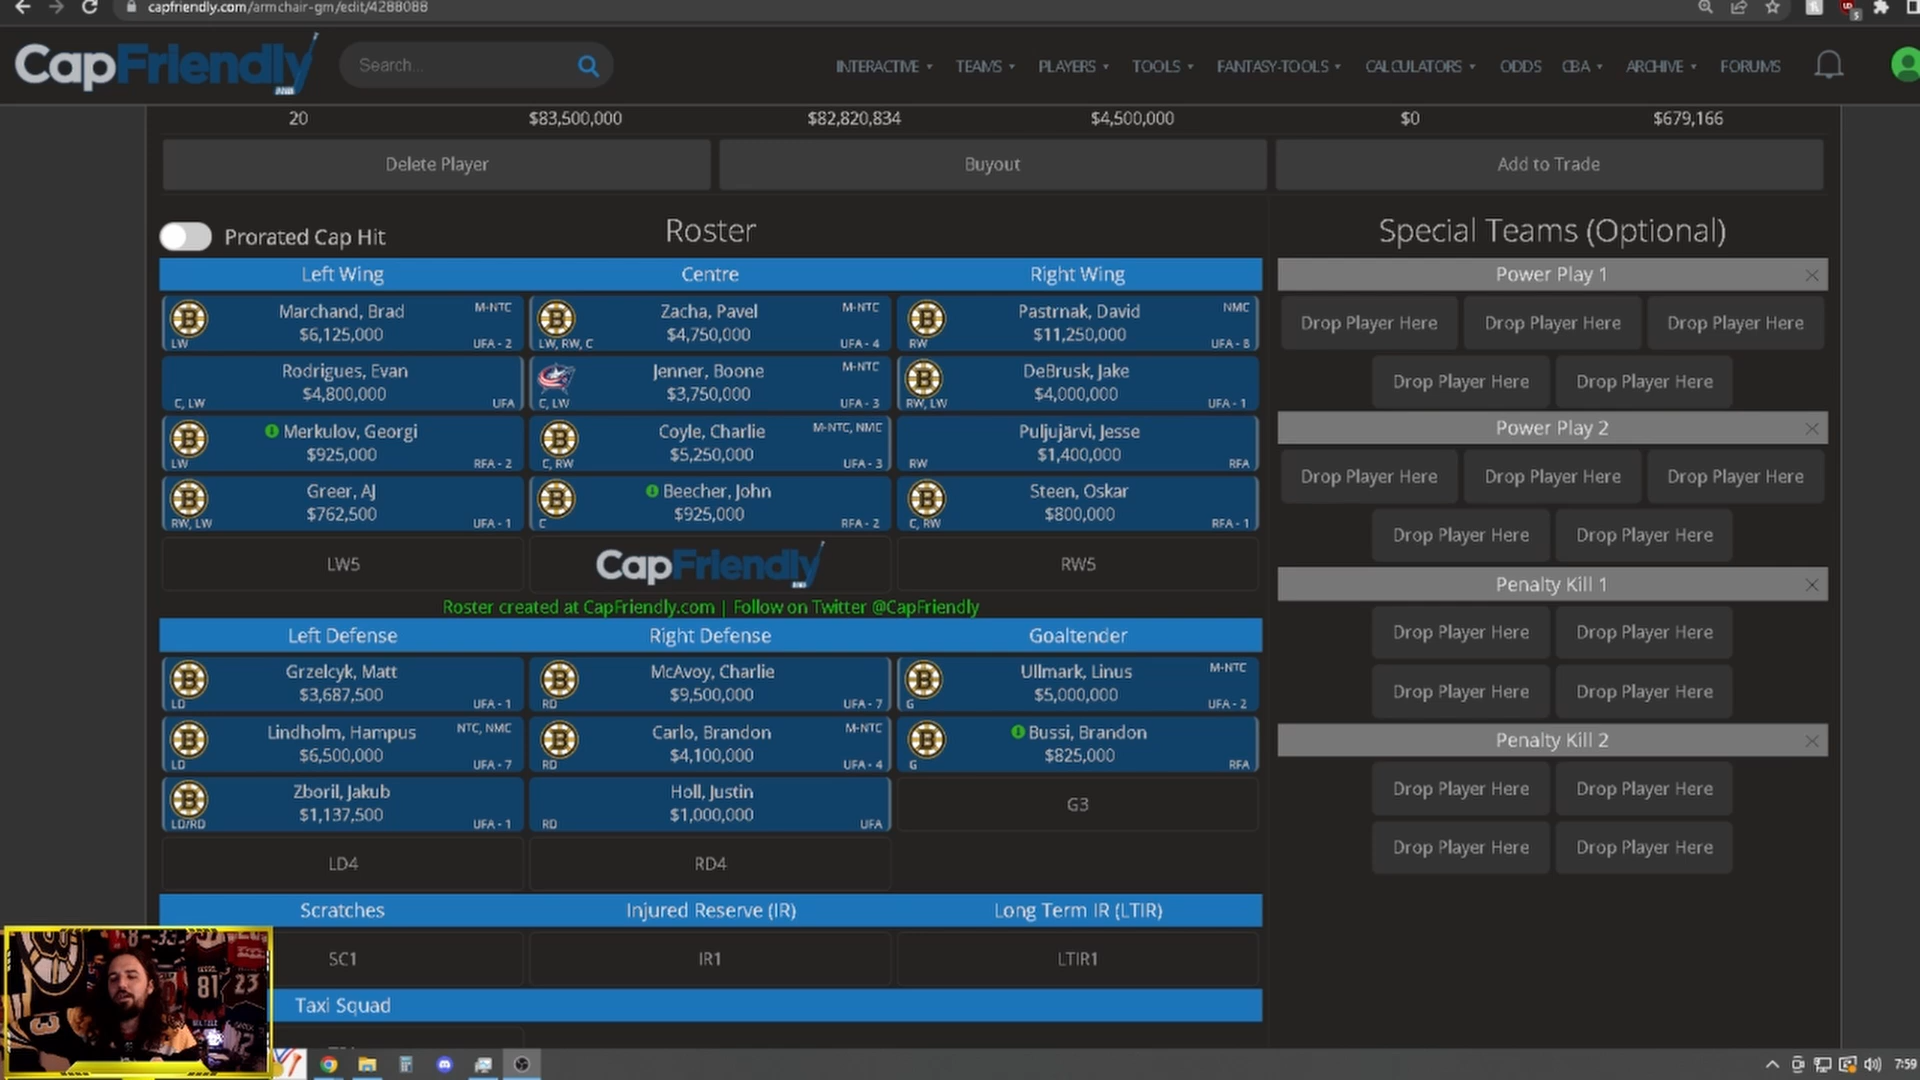 capfriendly.com/armchair-gm/edit/4288088
CapFriendly
Search...
INTERACTIVE TEAMS PLAYERS TOOLS FANTASY-TOOLS CALCULATORS ODDS CBA ARCHIVE FORUMS
20 $83,500,000 $82,820,834 $4,500,000 $0 $679,166
Delete Player Buyout Add to Trade
Prorated Cap Hit
Roster
Left Wing Centre Right Wing
Marchand, Brad M-NTC
$6,125,000
LW UFA - 2
Zacha, Pavel M-NTC
$4,750,000
LW, RW, C UFA - 4
Pastrnak, David NMC
$11,250,000
RW UFA - 8
Rodrigues, Evan
$4,800,000
C, LW UFA
Jenner, Boone M-NTC
$3,750,000
C, LW UFA - 3
DeBrusk, Jake
$4,000,000
RW, LW UFA - 1
Merkulov, Georgi
$925,000
LW RFA - 2
Coyle, Charlie M-NTC, NMC
$5,250,000
C, RW UFA - 3
Puljujärvi, Jesse
$1,400,000
RW RFA
Greer, AJ
$762,500
RW, LW UFA - 1
Beecher, John
$925,000
C RFA - 2
Steen, Oskar
$800,000
C, RW RFA - 1
LW5 CapFriendly RW5
Roster created at CapFriendly.com | Follow on Twitter @CapFriendly
Left Defense Right Defense Goaltender
Grzelcyk, Matt
$3,687,500
LD UFA - 1
McAvoy, Charlie
$9,500,000
RD UFA - 7
Ullmark, Linus M-NTC
$5,000,000
G UFA - 2
Lindholm, Hampus NTC, NMC
$6,500,000
LD UFA - 7
Carlo, Brandon M-NTC
$4,100,000
RD UFA - 4
Bussi, Brandon
$825,000
G RFA
Zboril, Jakub
$1,137,500
LD/RD UFA - 1
Holl, Justin
$1,000,000
RD UFA
G3
LD4 RD4
Scratches Injured Reserve (IR) Long Term IR (LTIR)
SC1 IR1 LTIR1
Taxi Squad
Special Teams (Optional)
Power Play 1
Drop Player Here Drop Player Here Drop Player Here
Drop Player Here Drop Player Here
Power Play 2
Drop Player Here Drop Player Here Drop Player Here
Drop Player Here Drop Player Here
Penalty Kill 1
Drop Player Here Drop Player Here
Drop Player Here Drop Player Here
Penalty Kill 2
Drop Player Here Drop Player Here
Drop Player Here Drop Player Here
81 23
7:59